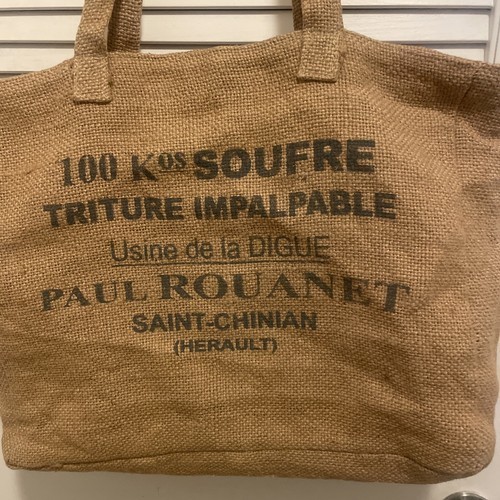 100 Kos SOUFRE
TRITURE IMPALPABLE
Usine de la DIGUE
PAUL ROUANET
SAINT-CHINIAN
(HERAULT)